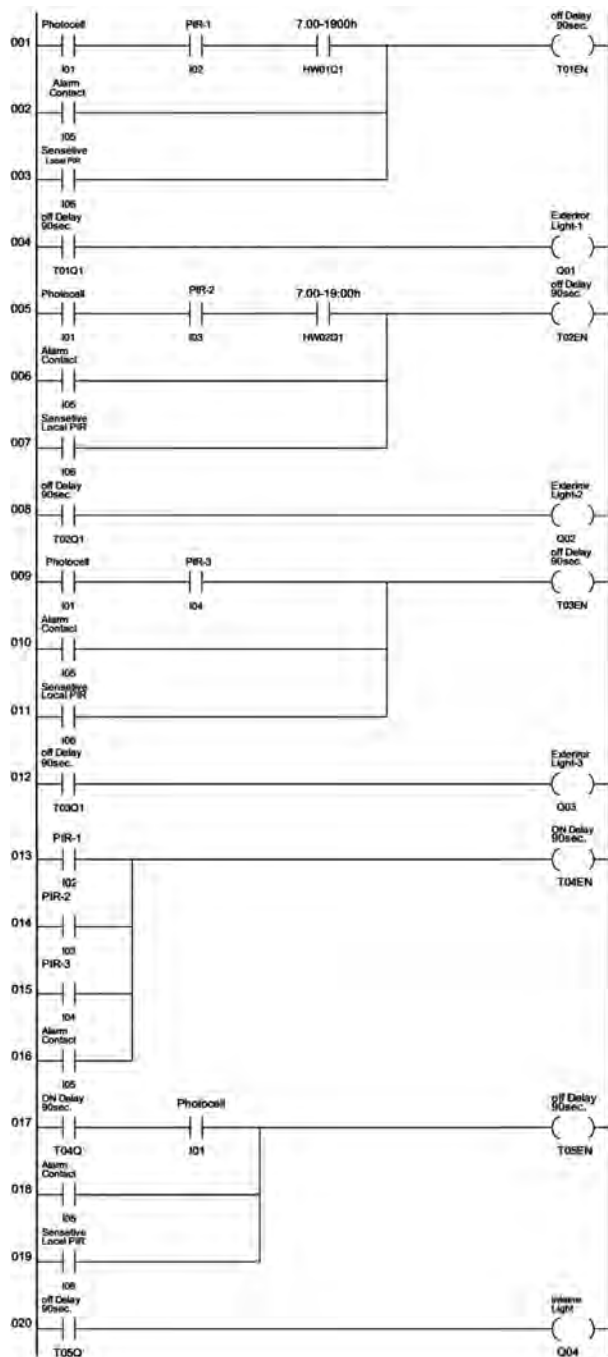 Photocell PIR-1 7.00-1900h off Delay
90sec.
001
I01 I02 HW01Q1 T01EN
Alarm
Contact
002
I05
Sensetive
Local PIR
003
I06
off Delay
90sec.
Exteriror
Light-1
004
T01Q1 Q01
Photocell PIR-2 7.00-19:00h off Delay
90sec.
005
I01 I03 HW02Q1 T02EN
Alarm
Contact
006
I05
Sensetive
Local PIR
007
I06
off Delay
90sec.
Exteriror
Light-2
008
T02Q1 Q02
Photocell PIR-3 off Delay
90sec.
009
I01 I04 T03EN
Alarm
Contact
010
I05
Sensetive
Local PIR
011
I06
off Delay
90sec.
Exteriror
Light-3
012
T03Q1 Q03
PIR-1 ON Delay
90sec.
013
I02 T04EN
PIR-2
014
I03
PIR-3
015
I04
Alarm
Contact
016
I05
ON Delay
90sec.
Photocell off Delay
90sec.
017
T04Q I01 T05EN
Alarm
Contact
018
I05
Sensetive
Local PIR
019
I06
off Delay
90sec.
Light
020
T05Q Q04